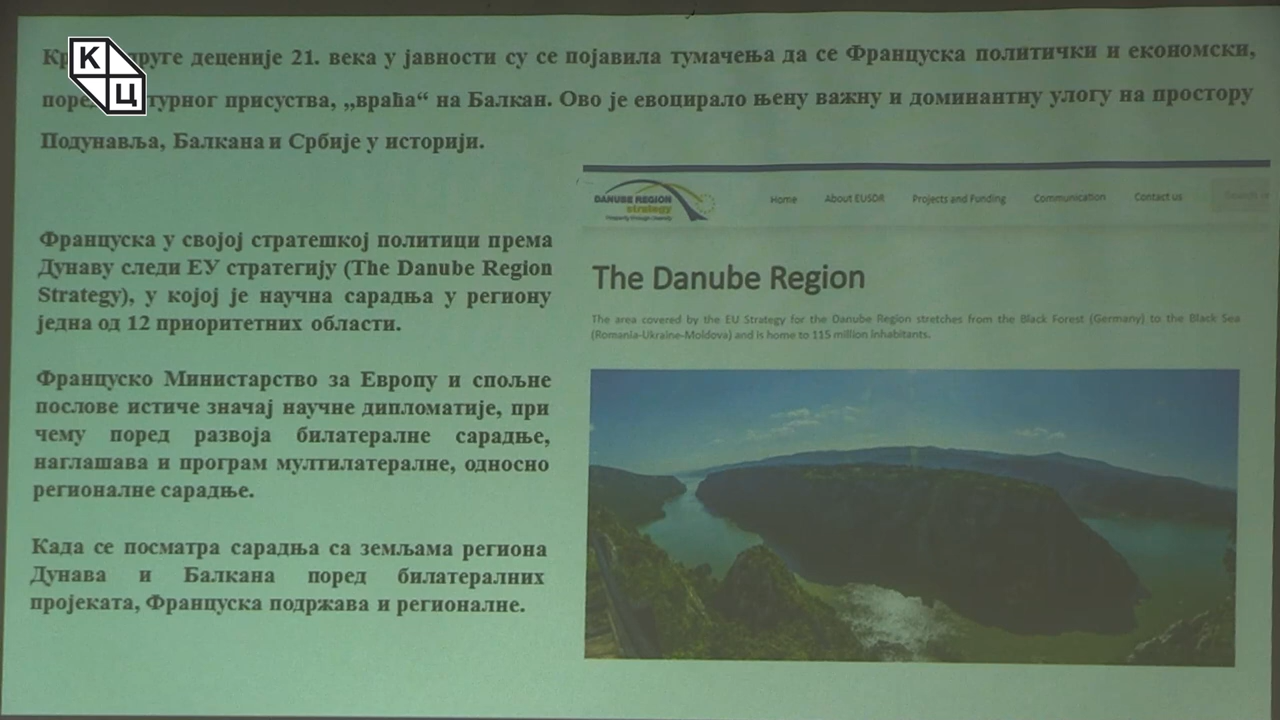 К
Ц
друге деценије 21. века у јавности су се појавила тумачења да се Француска политички и економски,
присуства, „враћа“ на Балкан. Ово је евоцирало њену важну и доминантну улогу на простору
Подунавља, Балкана и Србије у историји.
DANUBE REGION
strategy
Home About EUSDR Projects and Funding Communication Contact us
Француска у својој стратешкој политици према
Дунаву следи ЕУ стратегију (The Danube Region
Strategy), у којој је научна сарадња у региону
једна од 12 приоритетних области.
The Danube Region
The area covered by the EU Strategy for the Danube Region stretches from the Black Forest (Germany) to the Black Sea
(Romania-Ukraine-Moldova) and is home to 115 million inhabitants.
Француско Министарство за Европу и спољне
послове истиче значај научне дипломатије, при
чему поред развоја билатералне сарадње,
наглашава и програм мултилатералне, односно
регионалне сарадње.
Када се посматра сарадња са земљама региона
Дунава и Балкана поред билатералних
пројеката, Француска подржава и регионалне.